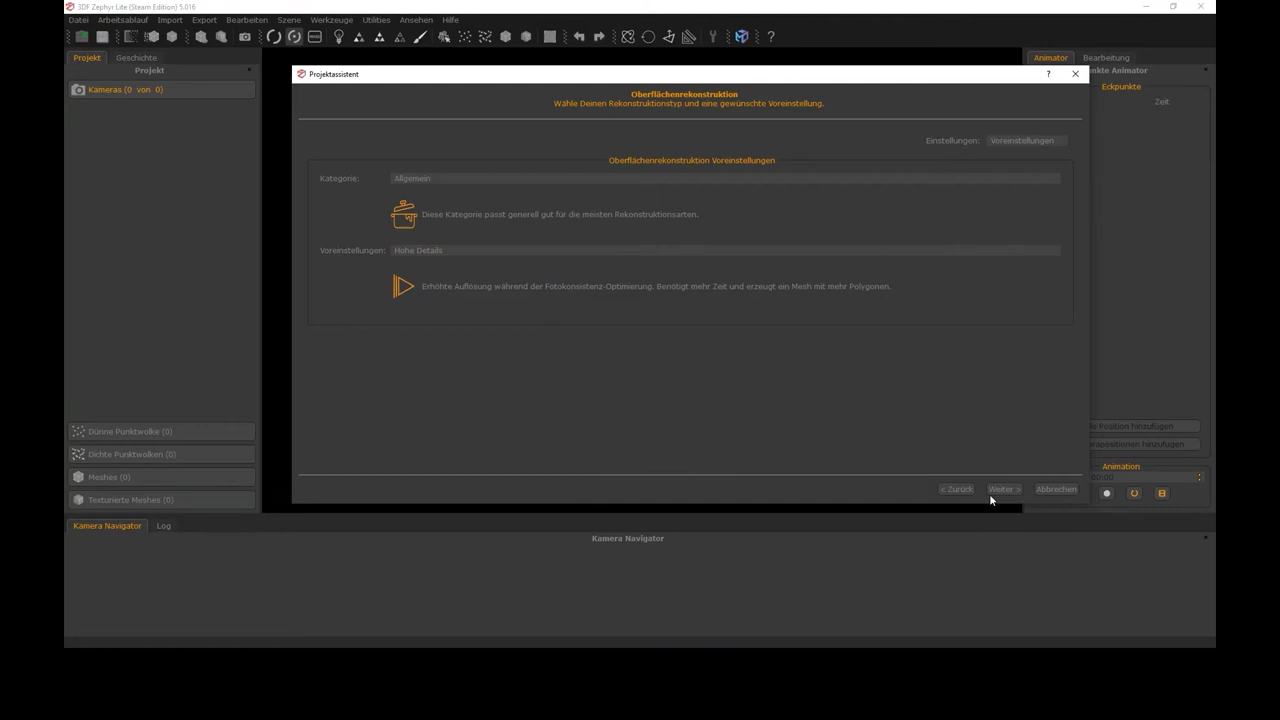 3DF Zephyr Lite (Steam Edition) 5.016
Datei Arbeitsablauf Import Export Bearbeiten Szene Werkzeuge Utilities Ansehen Hilfe
Projekt Geschichte
Projekt
Kameras (0 von 0)
Dünne Punktwolke (0)
Dichte Punktwolken (0)
Meshes (0)
Texturierte Meshes (0)
Projektassistent
Oberflächenrekonstruktion
Wähle Deinen Rekonstruktionstyp und eine gewünschte Voreinstellung.
Einstellungen: Voreinstellungen
Oberflächenrekonstruktion Voreinstellungen
Kategorie: Allgemein
Diese Kategorie passt generell gut für die meisten Rekonstruktionsarten.
Voreinstellungen: Hohe Details
Erhöhte Auflösung während der Fotokonsistenz-Optimierung. Benötigt mehr Zeit und erzeugt ein Mesh mit mehr Polygonen.
< Zurück Weiter > Abbrechen
Animator Bearbeitung
Animator
Eckpunkte
Zeit
Position hinzufügen
hinzufügen
Animation
Kamera Navigator Log
Kamera Navigator